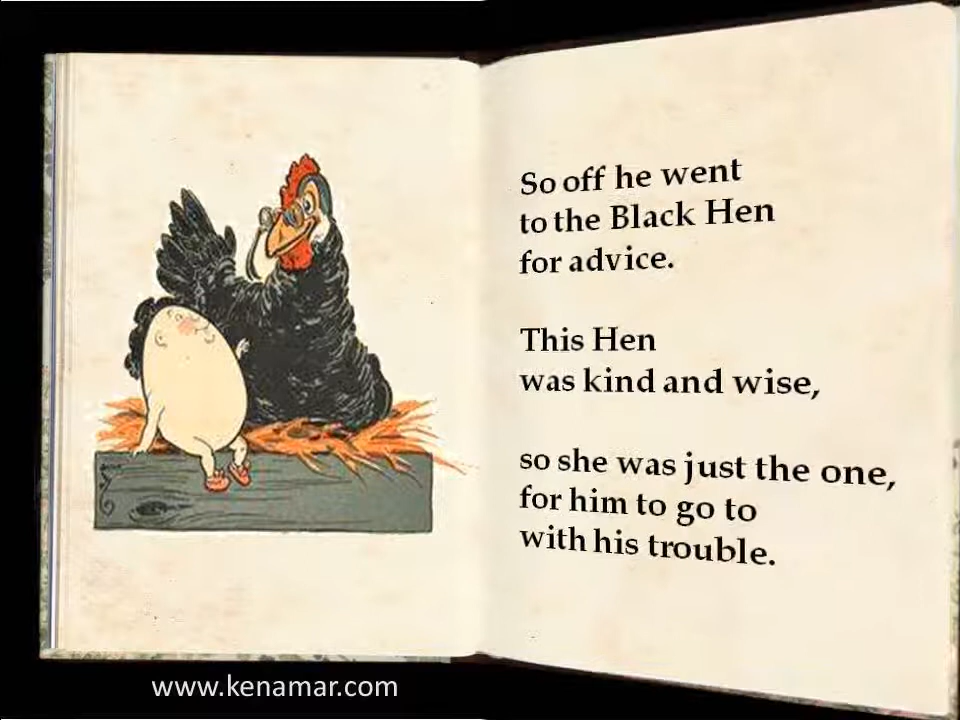 So off he went
to the Black Hen
for advice.
This Hen
was kind and wise,
so she was just the one,
for him to go to
with his trouble.
www.kenamar.com